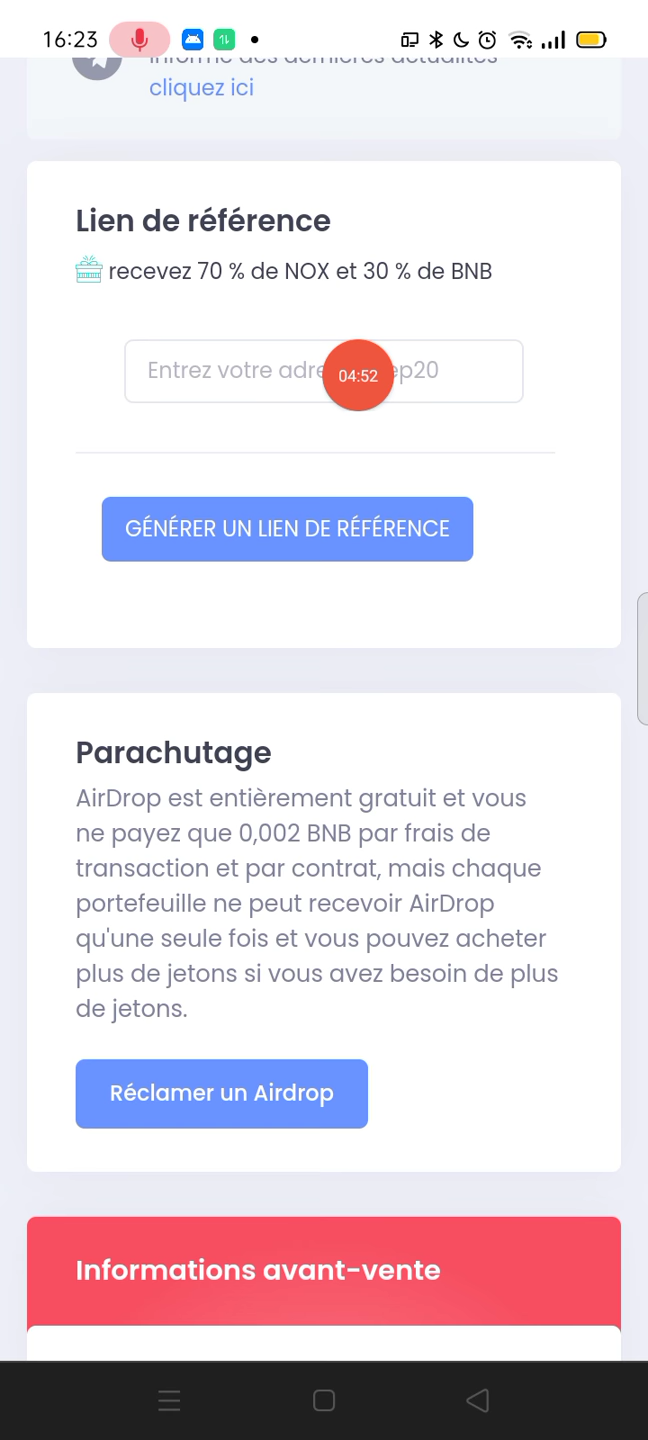 16:23
informé des dernières actualités
cliquez ici
Lien de référence
recevez 70 % de NOX et 30 % de BNB
Entrez votre ep20
04:52
GÉNÉRER UN LIEN DE RÉFÉRENCE
Parachutage
AirDrop est entièrement gratuit et vous
ne payez que 0,002 BNB par frais de
transaction et par contrat, mais chaque
portefeuille ne peut recevoir AirDrop
qu'une seule fois et vous pouvez acheter
plus de jetons si vous avez besoin de plus
de jetons.
Réclamer un Airdrop
Informations avant-vente